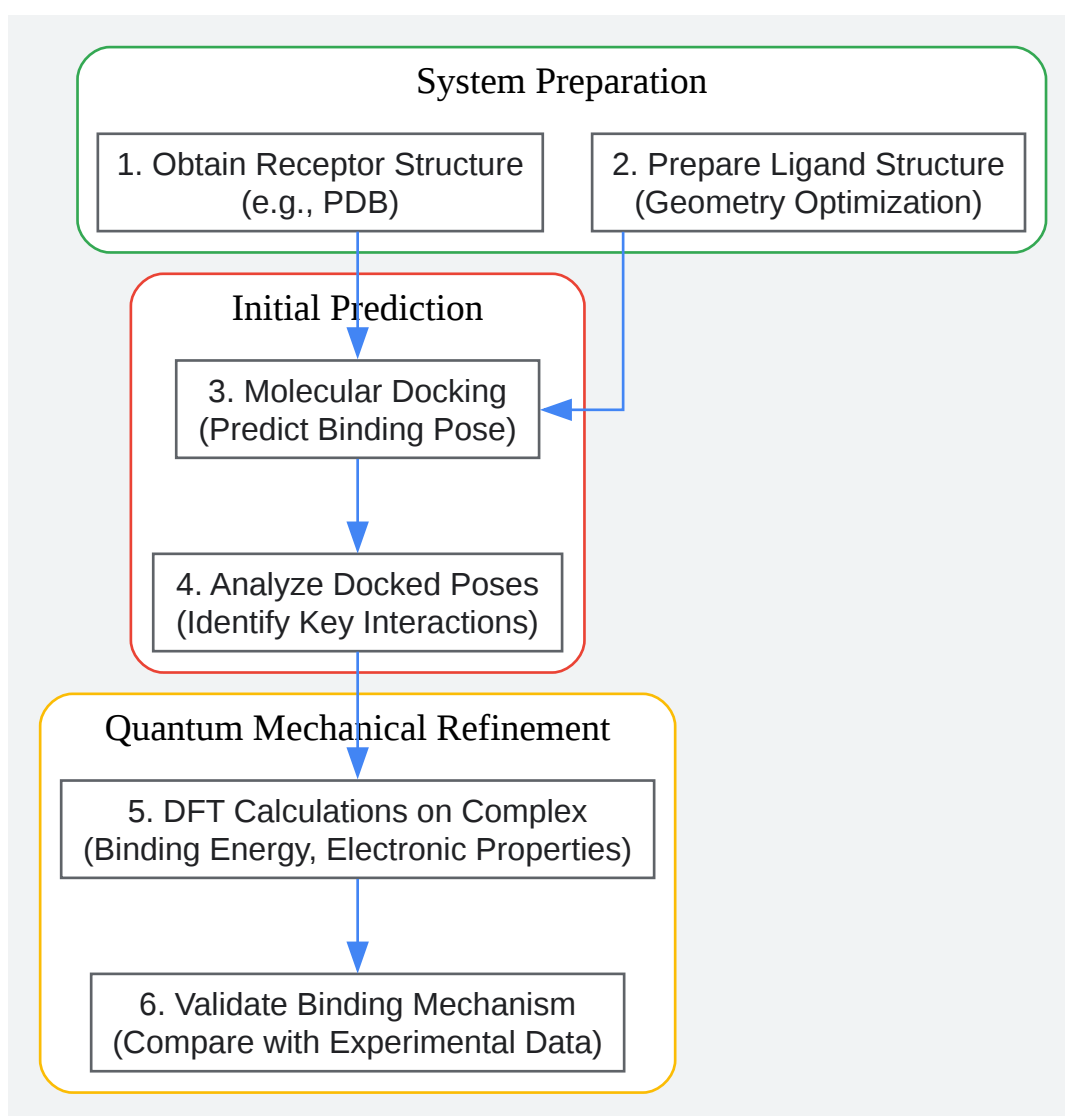 System Preparation
1. Obtain Receptor Structure
(e.g., PDB)
2. Prepare Ligand Structure
(Geometry Optimization)
Initial Prediction
3. Molecular Docking
(Predict Binding Pose)
4. Analyze Docked Poses
(Identify Key Interactions)
Quantum Mechanical Refinement
5. DFT Calculations on Complex
(Binding Energy, Electronic Properties)
6. Validate Binding Mechanism
(Compare with Experimental Data)